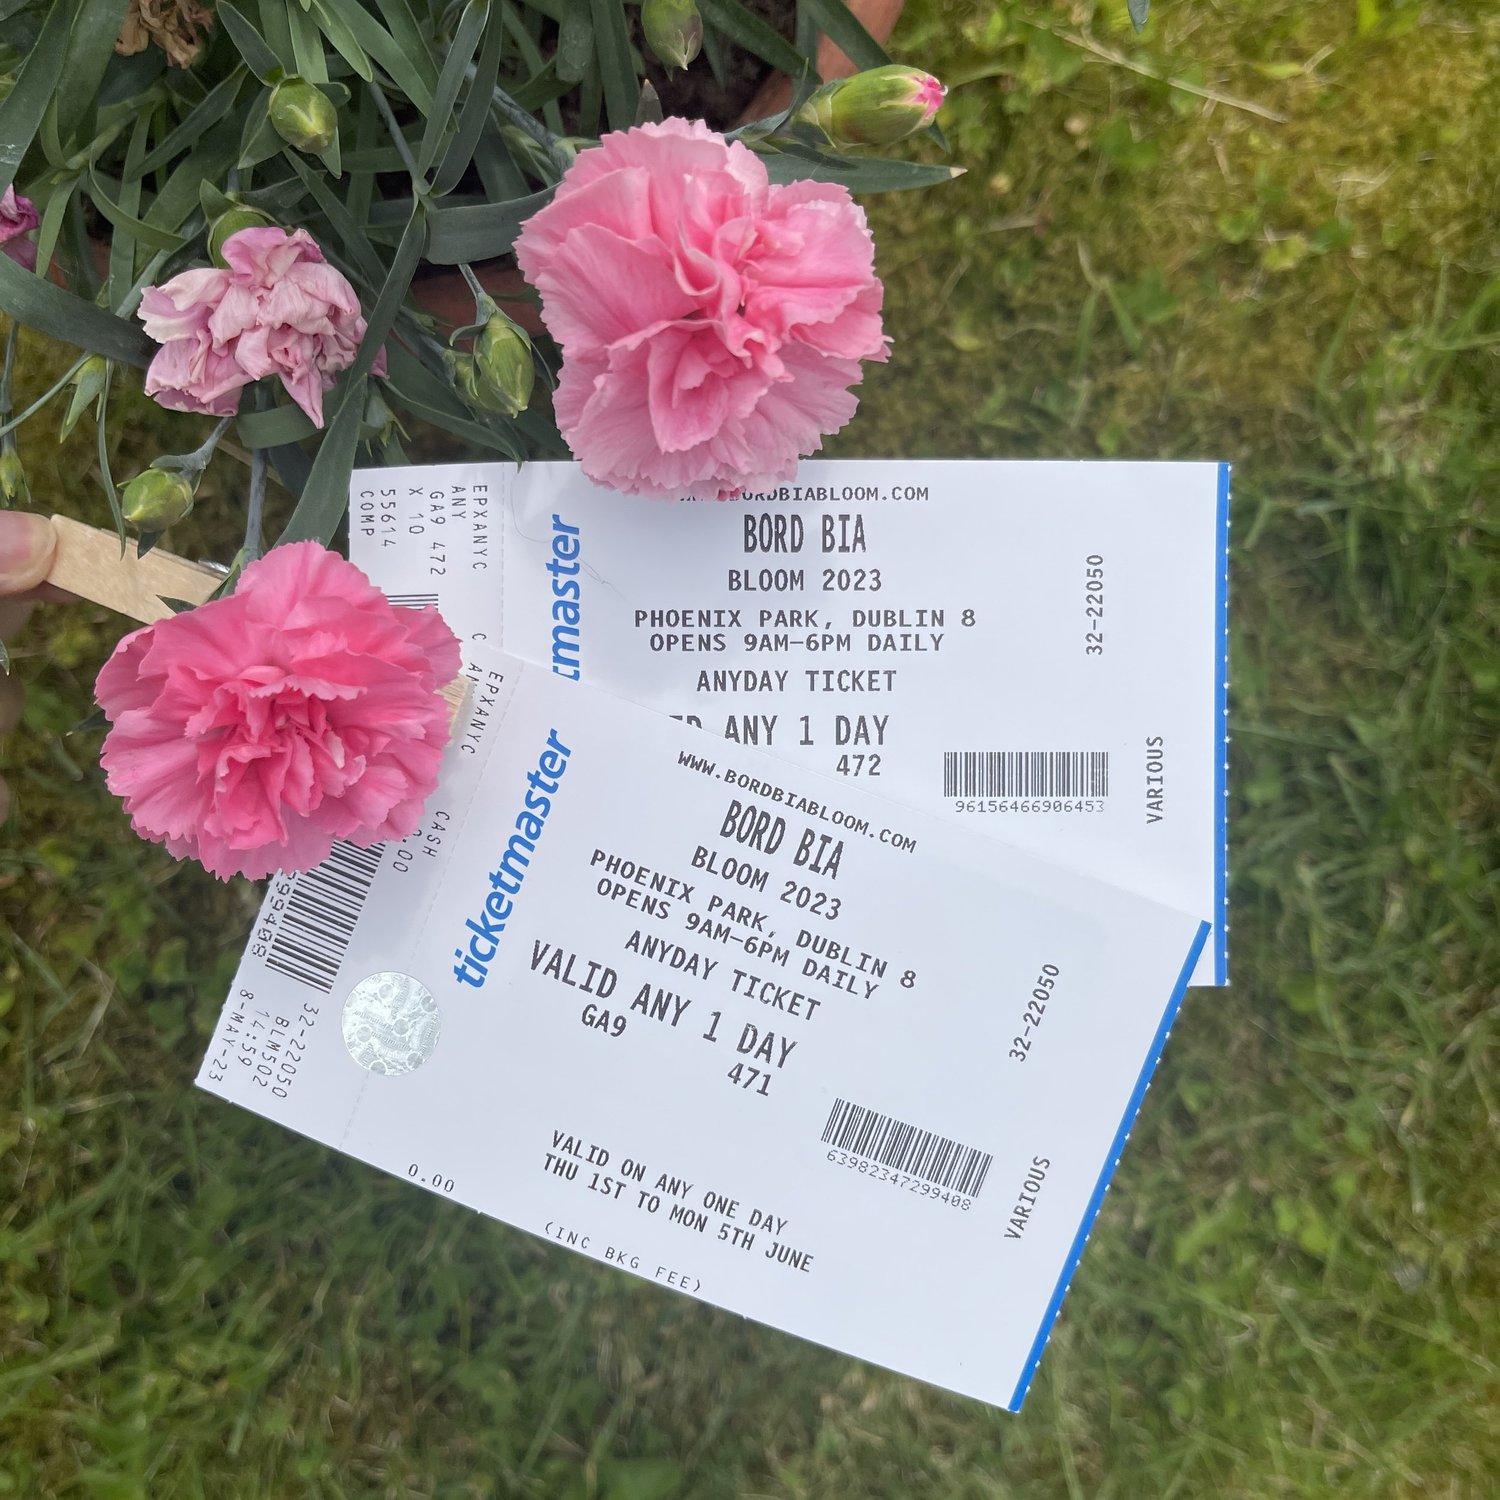 EPXANYC
ANY
GA9 472
X 10
55614
COMP
C
BORDBIABLOOM.COM
BORD BIA
BLOOM 2023
PHOENIX PARK, DUBLIN 8
OPENS 9AM-6PM DAILY
ANYDAY TICKET
ANY 1 DAY
472
96156466906453
32-22050
VARIOUS
EPXANYC
CASH
32-22050
BLM502
14:59
8-MAY-23
ticketmaster
WWW.BORDBIABLOOM.COM
BORD BIA
BLOOM 2023
PHOENIX PARK, DUBLIN 8
OPENS 9AM-6PM DAILY
ANYDAY TICKET
VALID ANY 1 DAY
GA9 471
63982347299408
VALID ON ANY ONE DAY
THU 1ST TO MON 5TH JUNE
0.00 (INC BKG FEE)
32-22050
VARIOUS